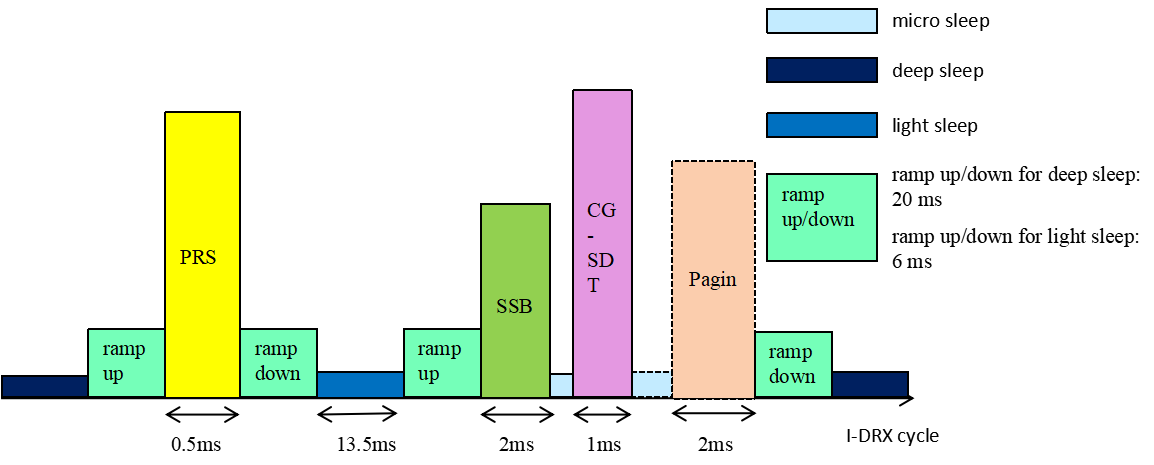 micro sleep
deep sleep
light sleep
ramp up/down for deep sleep:
20 ms
ramp
up/down
ramp up/down for light sleep:
6 ms
PRS
CG
-
SD
T
Pagin
SSB
ramp
up
ramp
down
ramp
up
ramp
down
0.5ms
13.5ms
2ms
1ms
2ms
I-DRX cycle